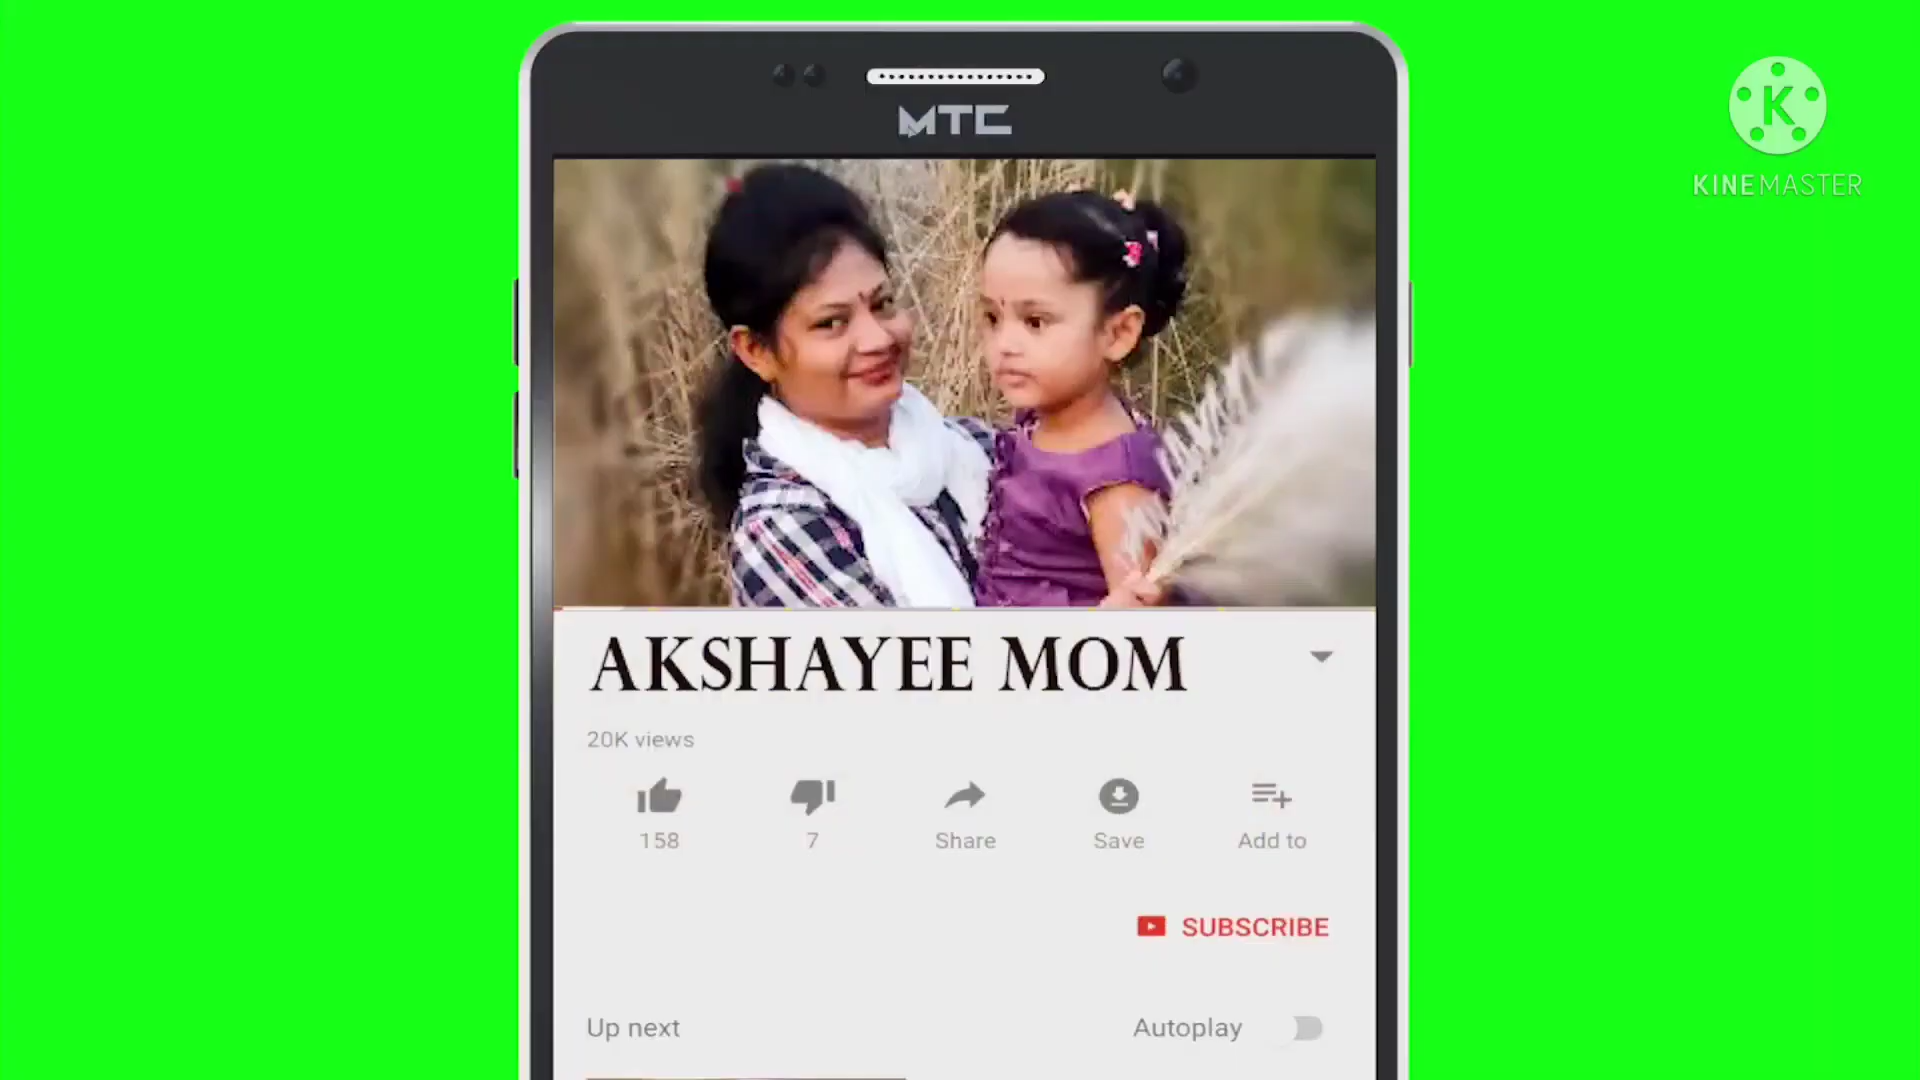 MTC
KINEMASTER
AKSHAYEE MOM
20K views
158
7
Share
Save
Add to
SUBSCRIBE
Up next
Autoplay